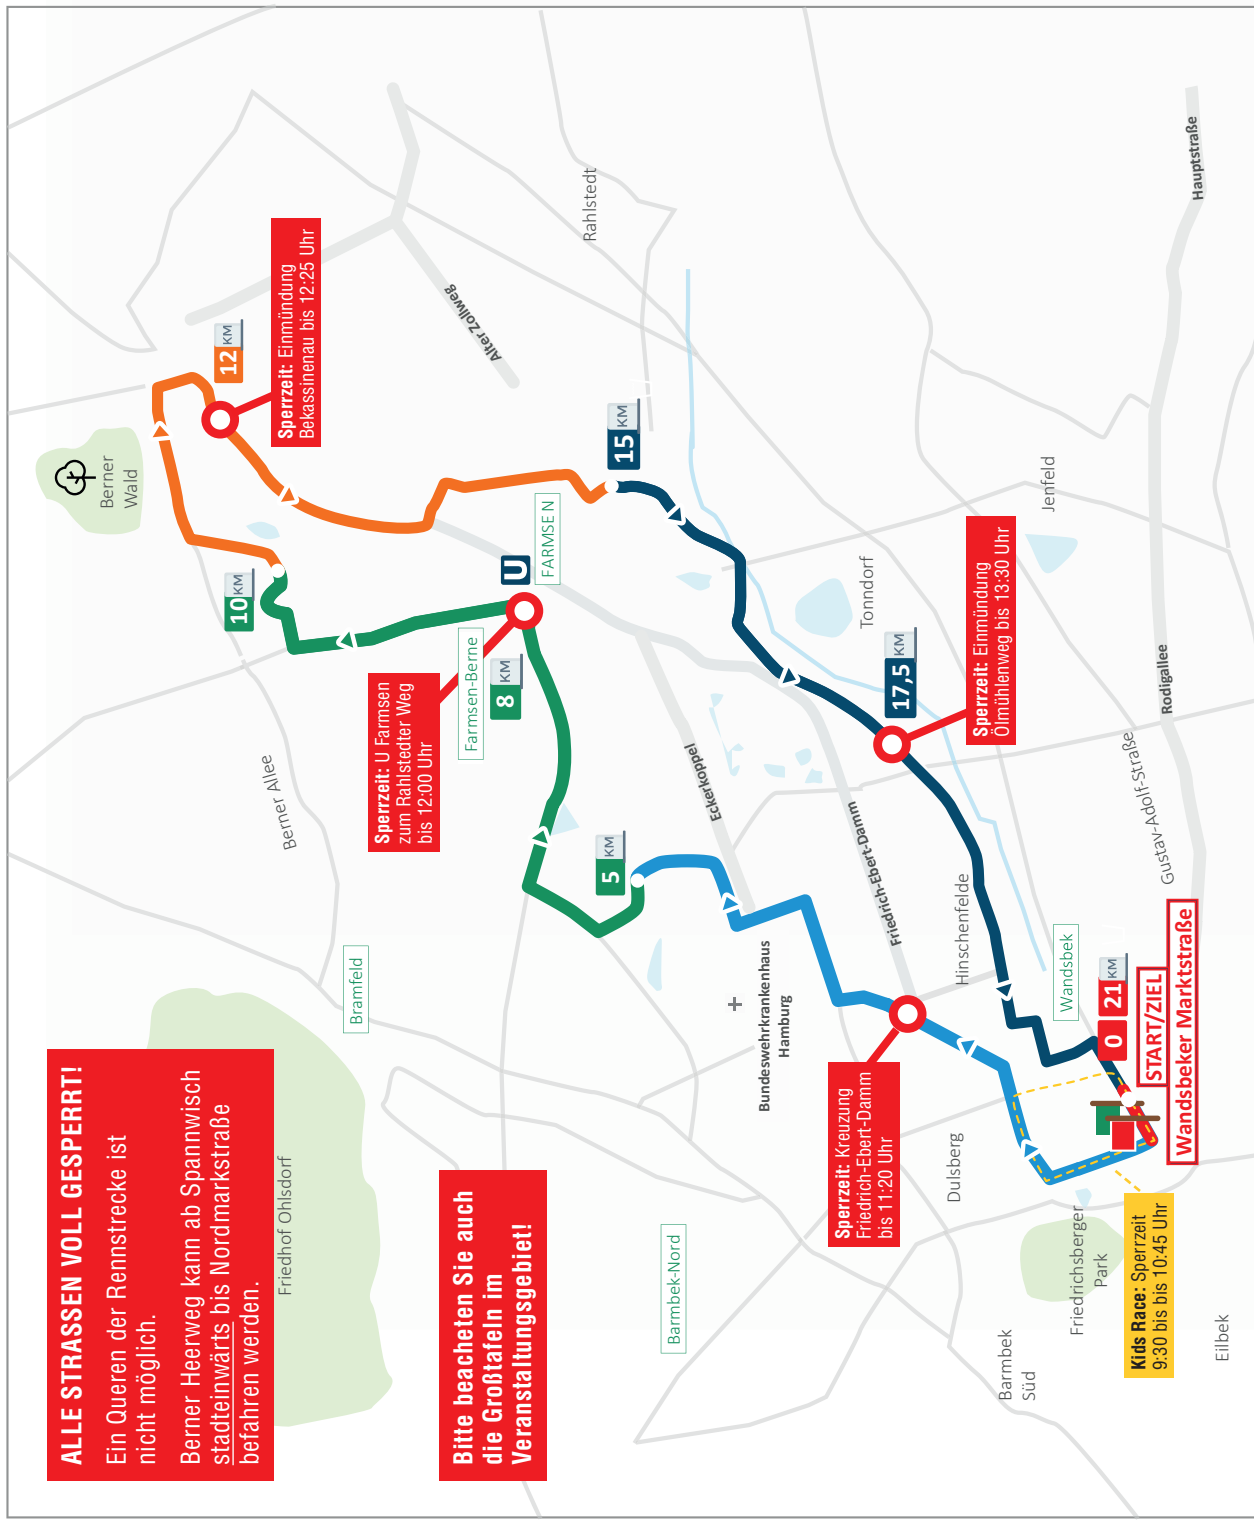 ALLE STRASSEN VOLL GESPERRT!
Ein Queren der Rennstrecke ist
nicht möglich.
Berner Heerweg kann ab Spannwisch
stadteinwärts bis Nordmarkstraße
befahren werden.
Friedhof Ohlsdorf
Bramfeld
Berner Allee
Berner
Wald
10 KM
12 KM
Sperrzeit: Einmündung
Bekassinenau bis 12:25 Uhr
Sperrzeit: U Farmsen
zum Rahlstedter Weg
bis 12:00 Uhr
Farmsen-Berne
8 KM
U
FARMSEN
Alter Zollweg
Rahlstedt
Bitte beacheten Sie auch
die Großtafeln im
Veranstaltungsgebiet!
5 KM
15 KM
Barmbek-Nord
Bundeswehrkrankenhaus
Hamburg
Eckerkoppel
Sperrzeit: Kreuzung
Friedrich-Ebert-Damm
bis 11:20 Uhr
Friedrich-Ebert-Damm
Tonndorf
17,5 KM
Dulsberg
Hinschenfelde
Sperrzeit: Einmündung
Ölmühlenweg bis 13:30 Uhr
Barmbek
Süd
Jenfeld
Wandsbek
Friedrichsberger
Park
0 21 KM
START/ZIEL
Wandsbeker Marktstraße
Kids Race: Sperrzeit
9:30 bis bis 10:45 Uhr
Gustav-Adolf-Straße
Rodigallee
Hauptstraße
Eilbek